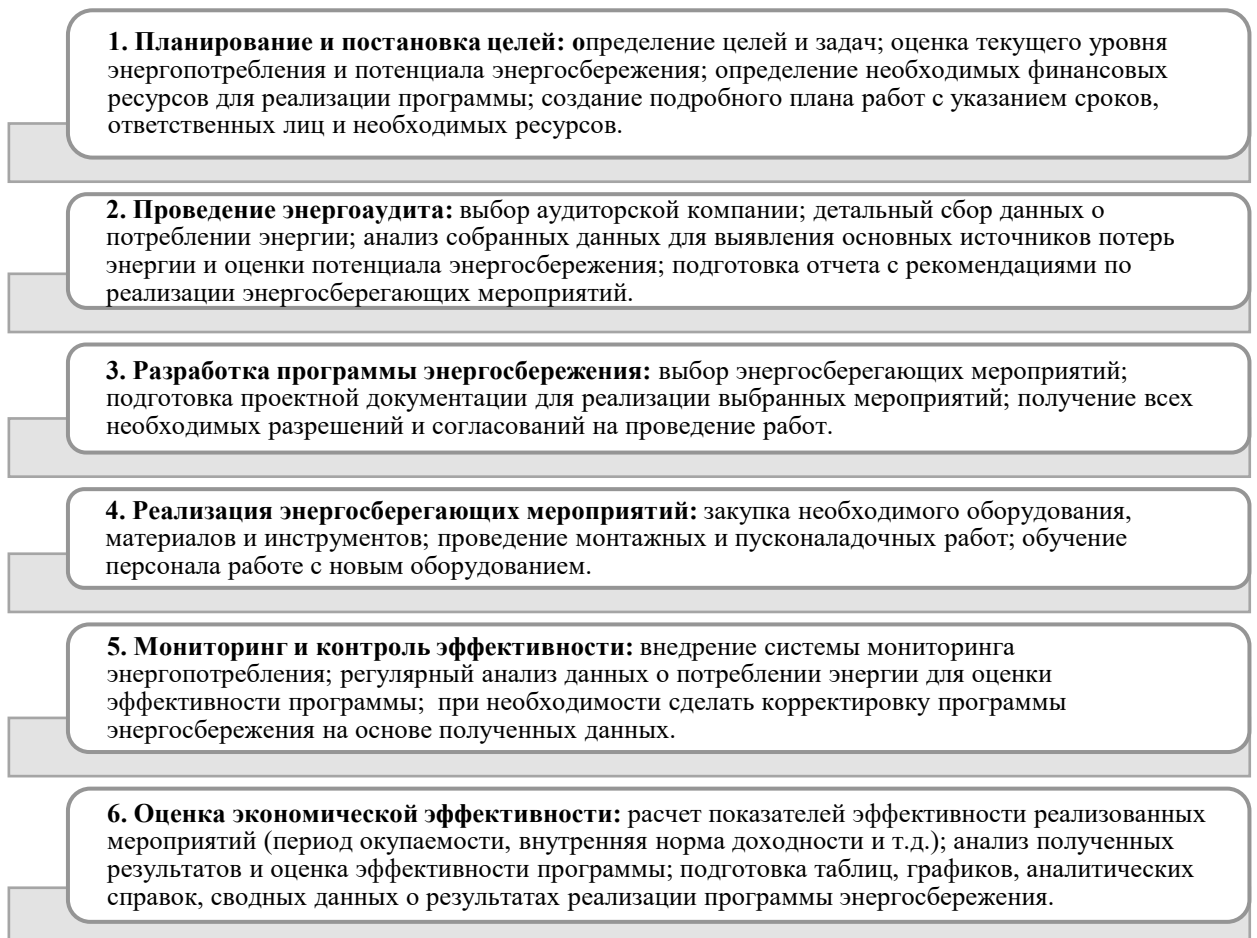 1. Планирование и постановка целей: определение целей и задач; оценка текущего уровня
энергопотребления и потенциала энергосбережения; определение необходимых финансовых
ресурсов для реализации программы; создание подробного плана работ с указанием сроков,
ответственных лиц и необходимых ресурсов.
2. Проведение энергоаудита: выбор аудиторской компании; детальный сбор данных о
потреблении энергии; анализ собранных данных для выявления основных источников потерь
энергии и оценки потенциала энергосбережения; подготовка отчета с рекомендациями по
реализации энергосберегающих мероприятий.
3. Разработка программы энергосбережения: выбор энергосберегающих мероприятий;
подготовка проектной документации для реализации выбранных мероприятий; получение всех
необходимых разрешений и согласований на проведение работ.
4. Реализация энергосберегающих мероприятий: закупка необходимого оборудования,
материалов и инструментов; проведение монтажных и пусконаладочных работ; обучение
персонала работе с новым оборудованием.
5. Мониторинг и контроль эффективности: внедрение системы мониторинга
энергопотребления; регулярный анализ данных о потреблении энергии для оценки
эффективности программы;  при необходимости сделать корректировку программы
энергосбережения на основе полученных данных.
6. Оценка экономической эффективности: расчет показателей эффективности реализованных
мероприятий (период окупаемости, внутренняя норма доходности и т.д.); анализ полученных
результатов и оценка эффективности программы; подготовка таблиц, графиков, аналитических
справок, сводных данных о результатах реализации программы энергосбережения.